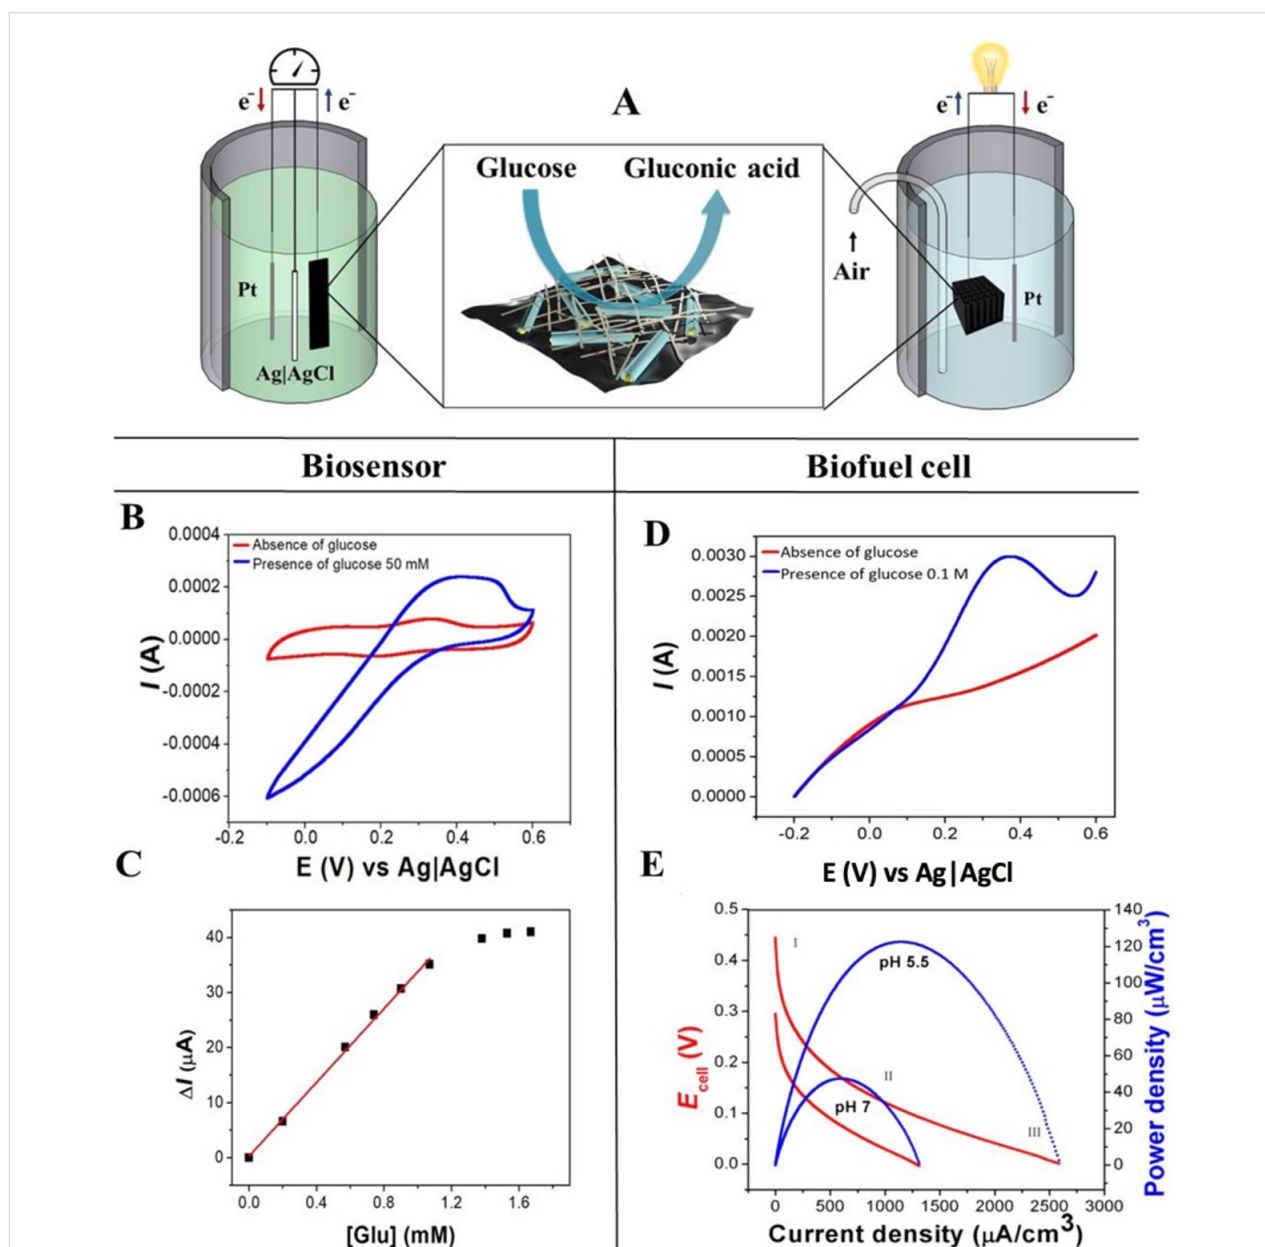 A
e⁻ e⁻
e⁻ e⁻
Glucose Gluconic acid
Pt
Ag|AgCl
Air
Pt
Biosensor
Biofuel cell
B
Absence of glucose
Presence of glucose 50 mM
0.0004
0.0002
0.0000
-0.0002
-0.0004
-0.0006
I (A)
-0.2 0.0 0.2 0.4 0.6
E (V) vs Ag|AgCl
D
Absence of glucose
Presence of glucose 0.1 M
0.0030
0.0025
0.0020
0.0015
0.0010
0.0005
0.0000
I (A)
-0.2 0.0 0.2 0.4 0.6
E (V) vs Ag|AgCl
C
40
30
20
10
0
ΔI (μA)
0.0 0.4 0.8 1.2 1.6
[Glu] (mM)
E
0.5
0.4
0.3
0.2
0.1
0.0
E cell (V)
I
II
III
pH 5.5
pH 7
140
120
100
80
60
40
20
0
Power density (μW/cm³)
0 500 1000 1500 2000 2500 3000
Current density (μA/cm³)